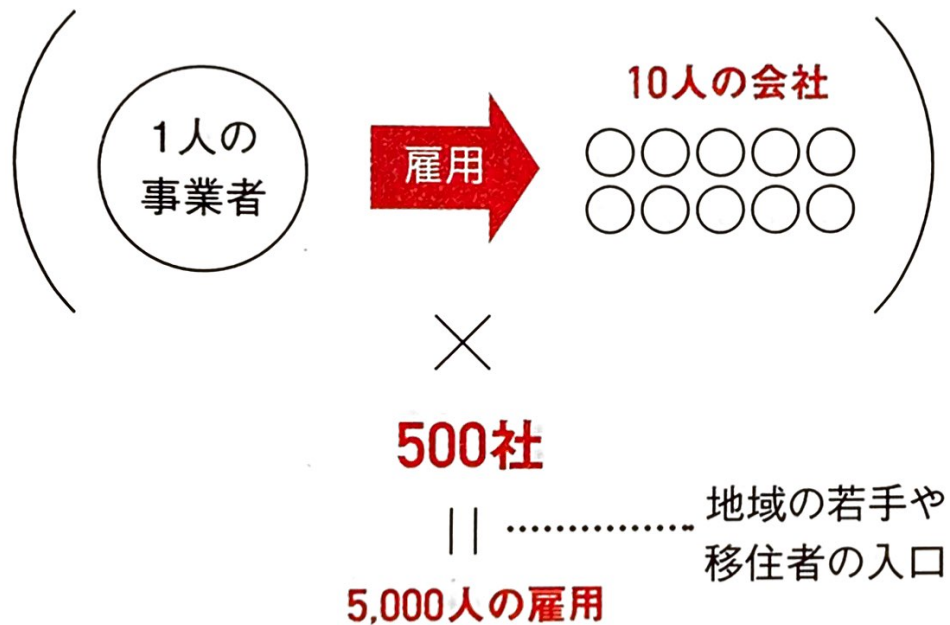 1人の
事業者
雇用
10人の会社
×
500社
||
地域の若手や
移住者の入口
5,000人の雇用